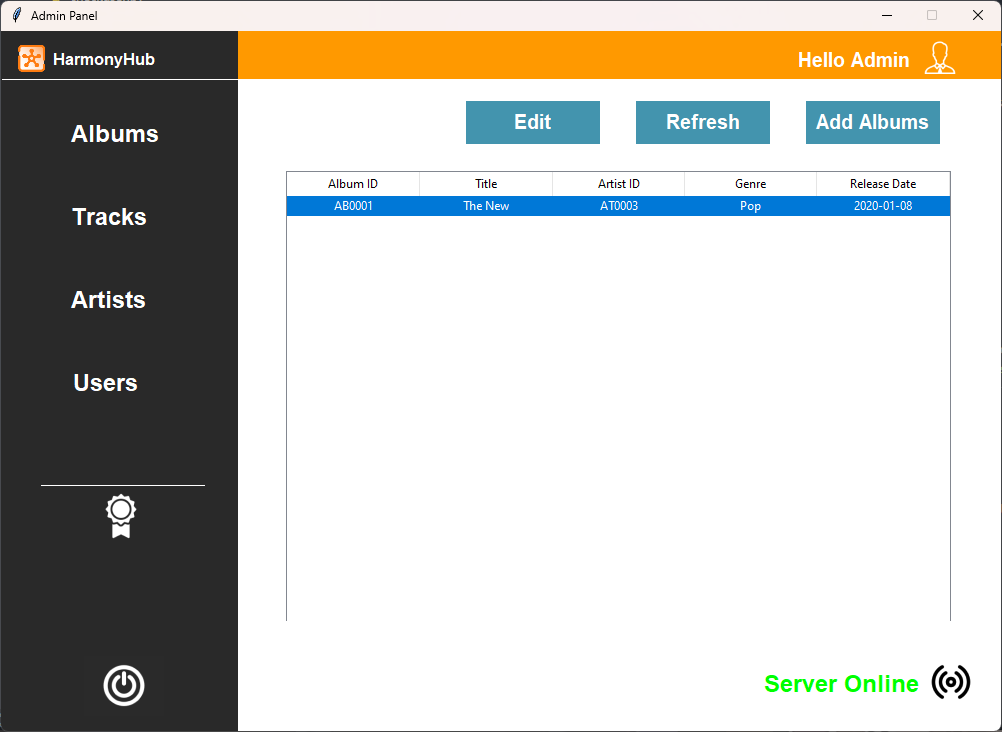 Admin Panel
HarmonyHub
Hello Admin
Albums
Tracks
Artists
Users
Edit Refresh Add Albums
Album ID Title Artist ID Genre Release Date
AB0001 The New AT0003 Pop 2020-01-08
Server Online